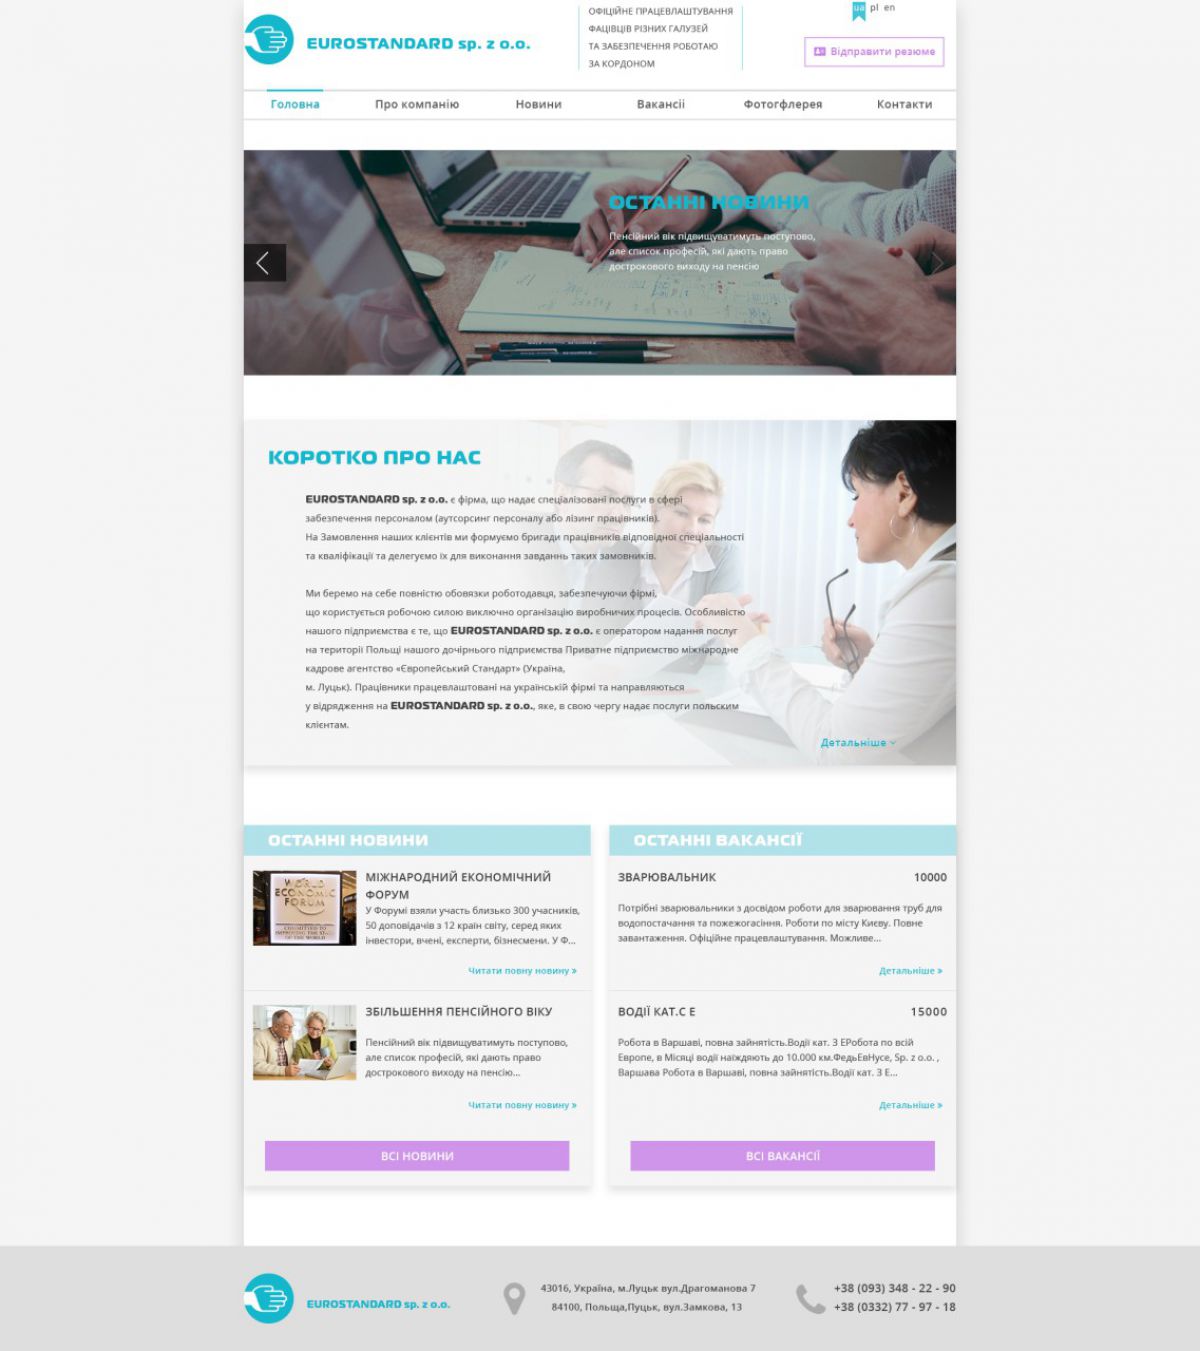 EUROSTANDARD sp. z o.o.
ОФІЦІЙНЕ ПРАЦЕВЛАШТУВАННЯ
ФАЦІВЦІВ РІЗНИХ ГАЛУЗЕЙ
ТА ЗАБЕЗПЕЧЕННЯ РОБОТАЮ
ЗА КОРДОНОМ
ua pl en
Відправити резюме
Головна Про компанію Новини Вакансії Фотогфлерея Контакти
ОСТАННІ НОВИНИ
Пенсійний вік підвищуватимуть поступово,
але список професій, які дають право
дострокового виходу на пенсію
КОРОТКО ПРО НАС
EUROSTANDARD sp. z o.o. є фірма, що надає спеціалізовані послуги в сфері
забезпечення персоналом (аутсорсинг персоналу або лізинг працівників).
На Замовлення наших клієнтів ми формуємо бригади працівників відповідної спеціальності
та кваліфікації та делегуємо їх для виконання завданнь таких замовників.
Ми беремо на себе повністю обовязки роботодавця, забезпечуючи фірмі,
що користується робочою силою виключно організацію виробничих процесів. Особливістю
нашого підприємства є те, що EUROSTANDARD sp. z o.o. є оператором надання послуг
на території Польщі нашого дочірнього підприємства Приватне підприємство міжнародне
кадрове агентство «Європейський Стандарт» (Україна,
м. Луцьк). Працівники працевлаштовані на українській фірмі та направляються
у відрядження на EUROSTANDARD sp. z o.o., яке, в свою чергу надає послуги польским
клієнтам.
Детальніше
ОСТАННІ НОВИНИ
WORLD
ECONOMIC
FORUM
COMMITTED TO
IMPROVING THE ST...
OF THE WORLD
МІЖНАРОДНИЙ ЕКОНОМІЧНИЙ
ФОРУМ
У Форумі взяли участь близько 300 учасників,
50 доповідачів з 12 країн світу, серед яких
інвестори, вчені, експерти, бізнесмени. У Ф...
Читати повну новину »
ЗБІЛЬШЕННЯ ПЕНСІЙНОГО ВІКУ
Пенсійний вік підвищуватимуть поступово,
але список професій, які дають право
дострокового виходу на пенсію...
Читати повну новину »
ВСІ НОВИНИ
ОСТАННІ ВАКАНСІЇ
ЗВАРЮВАЛЬНИК 10000
Потрібні зварювальники з досвідом роботи для зварювання труб для
водопостачання та пожежогасіння. Роботи по місту Києву. Повне
завантаження. Офіційне працевлаштування. Можливе...
Детальніше »
ВОДІЇ КАТ.С Е 15000
Робота в Варшаві, повна зайнятість.Водії кат. З ЕРобота по всій
Европе, в Місяці водії наїжджяють до 10.000 км.ФедьЕвНусе, Sp. z o.o. ,
Варшава Робота в Варшаві, повна зайнятість.Водії кат. З Е...
Детальніше »
ВСІ ВАКАНСІЇ
EUROSTANDARD sp. z o.o.
43016, Україна, м.Луцьк вул.Драгоманова 7
84100, Польща,Пуцьк, вул.Замкова, 13
+38 (093) 348 - 22 - 90
+38 (0332) 77 - 97 - 18